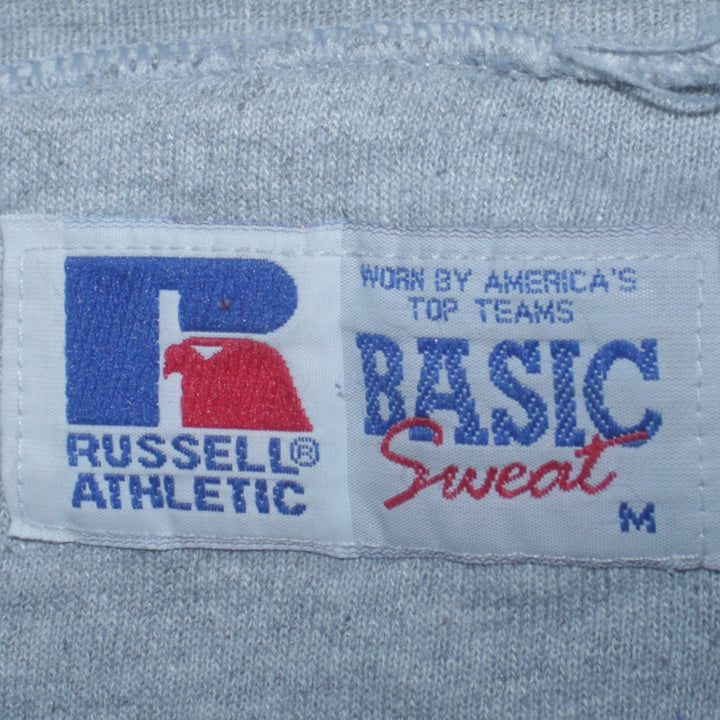 RUSSELL®
ATHLETIC
WORN BY AMERICA'S
TOP TEAMS
BASIC
Sweat
M